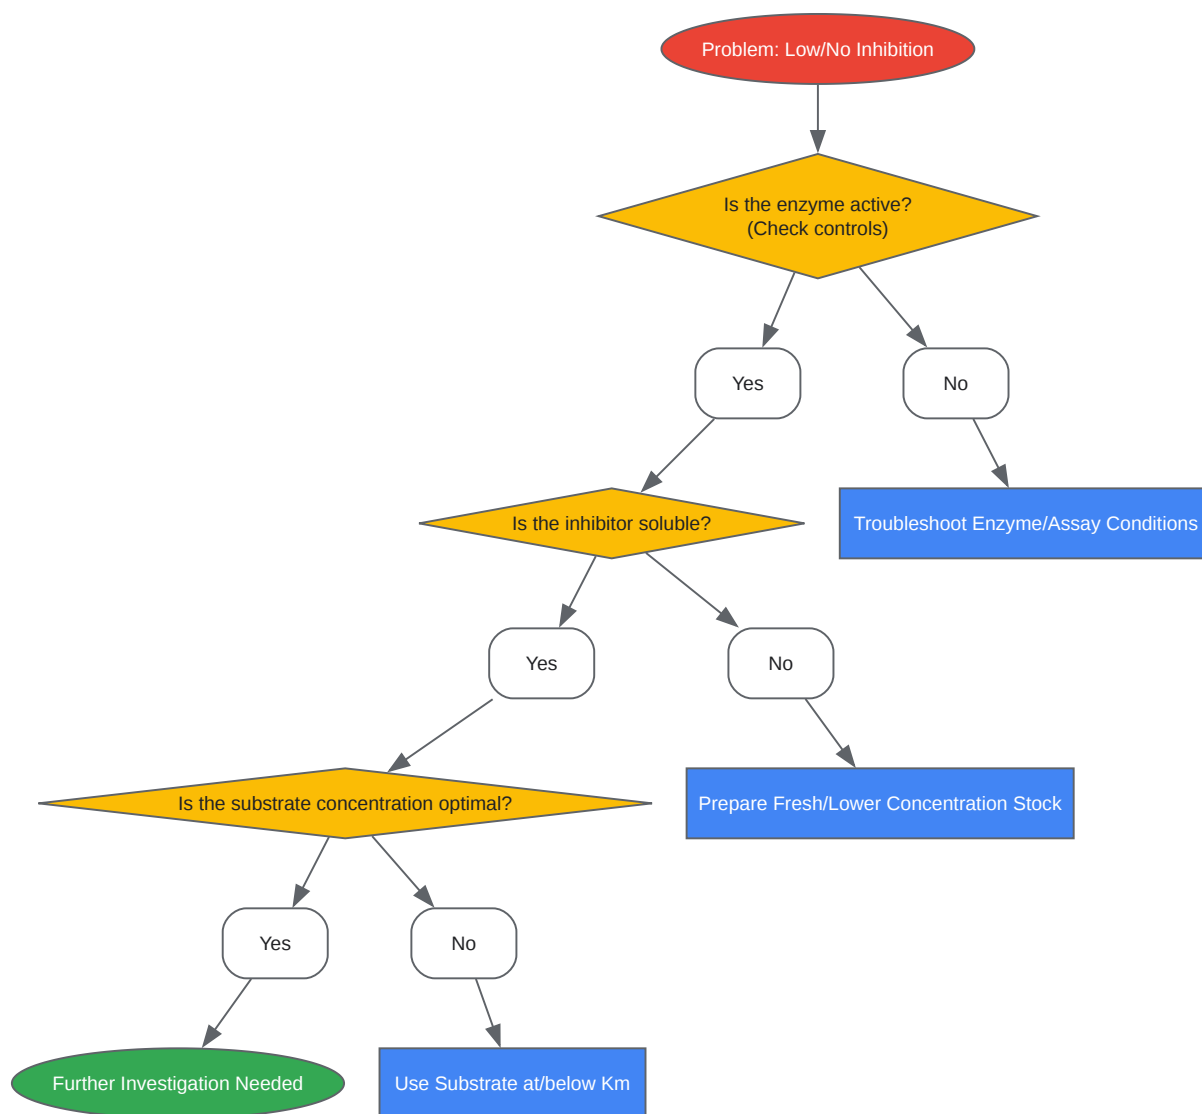 Problem: Low/No Inhibition
Is the enzyme active?
(Check controls)
Yes
No
Is the inhibitor soluble?
Troubleshoot Enzyme/Assay Conditions
Yes
No
Is the substrate concentration optimal?
Prepare Fresh/Lower Concentration Stock
Yes
No
Further Investigation Needed
Use Substrate at/below Km